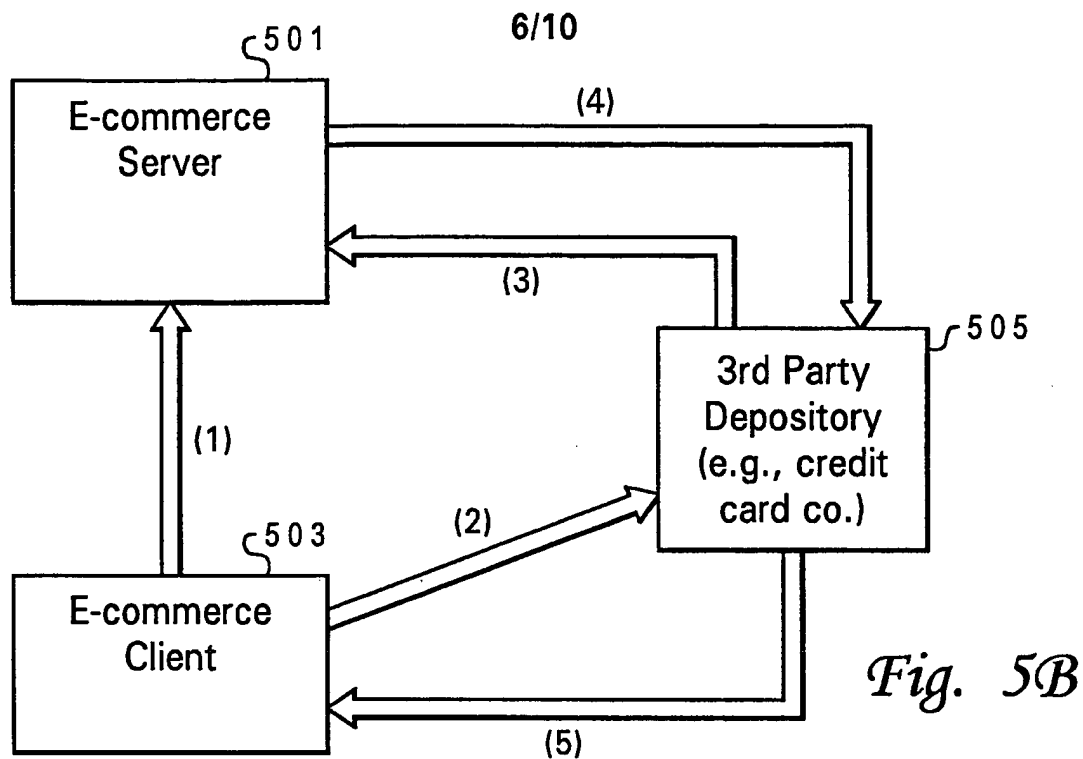 6/10
501
E-commerce
Server
(4)
(3)
505
3rd Party
Depository
(e.g., credit
card co.)
(1)
(2)
503
E-commerce
Client
(5)
Fig. 5B